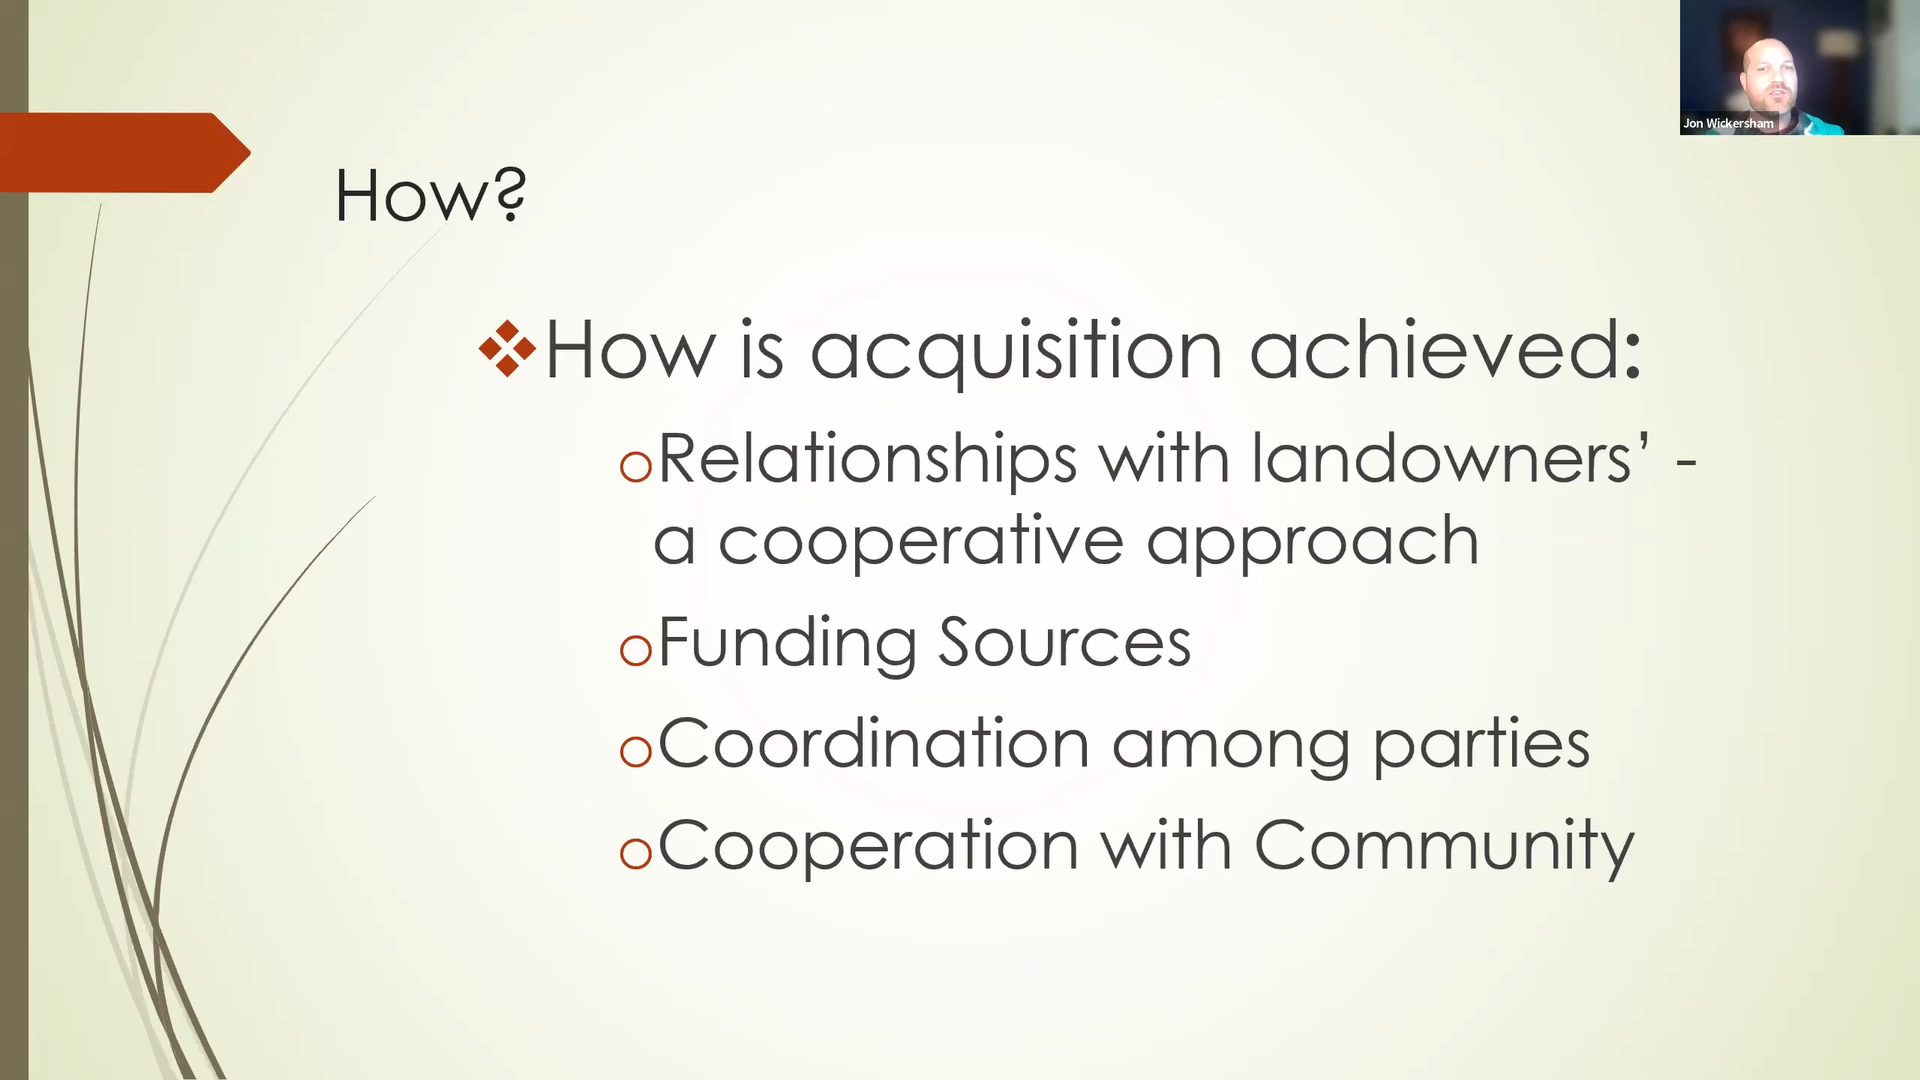 Jon Wickersham
How?
How is acquisition achieved:
Relationships with landowners’ -
a cooperative approach
Funding Sources
Coordination among parties
Cooperation with Community